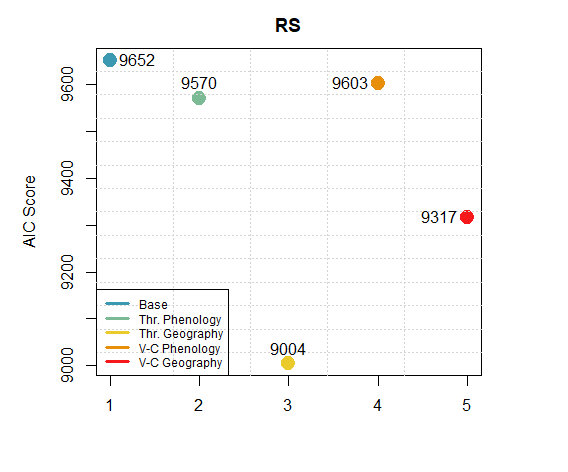 RS
AIC Score
9600
9400
9200
9000
9652
9570
9603
9317
9004
Base
Thr. Phenology
Thr. Geography
V-C Phenology
V-C Geography
1 2 3 4 5